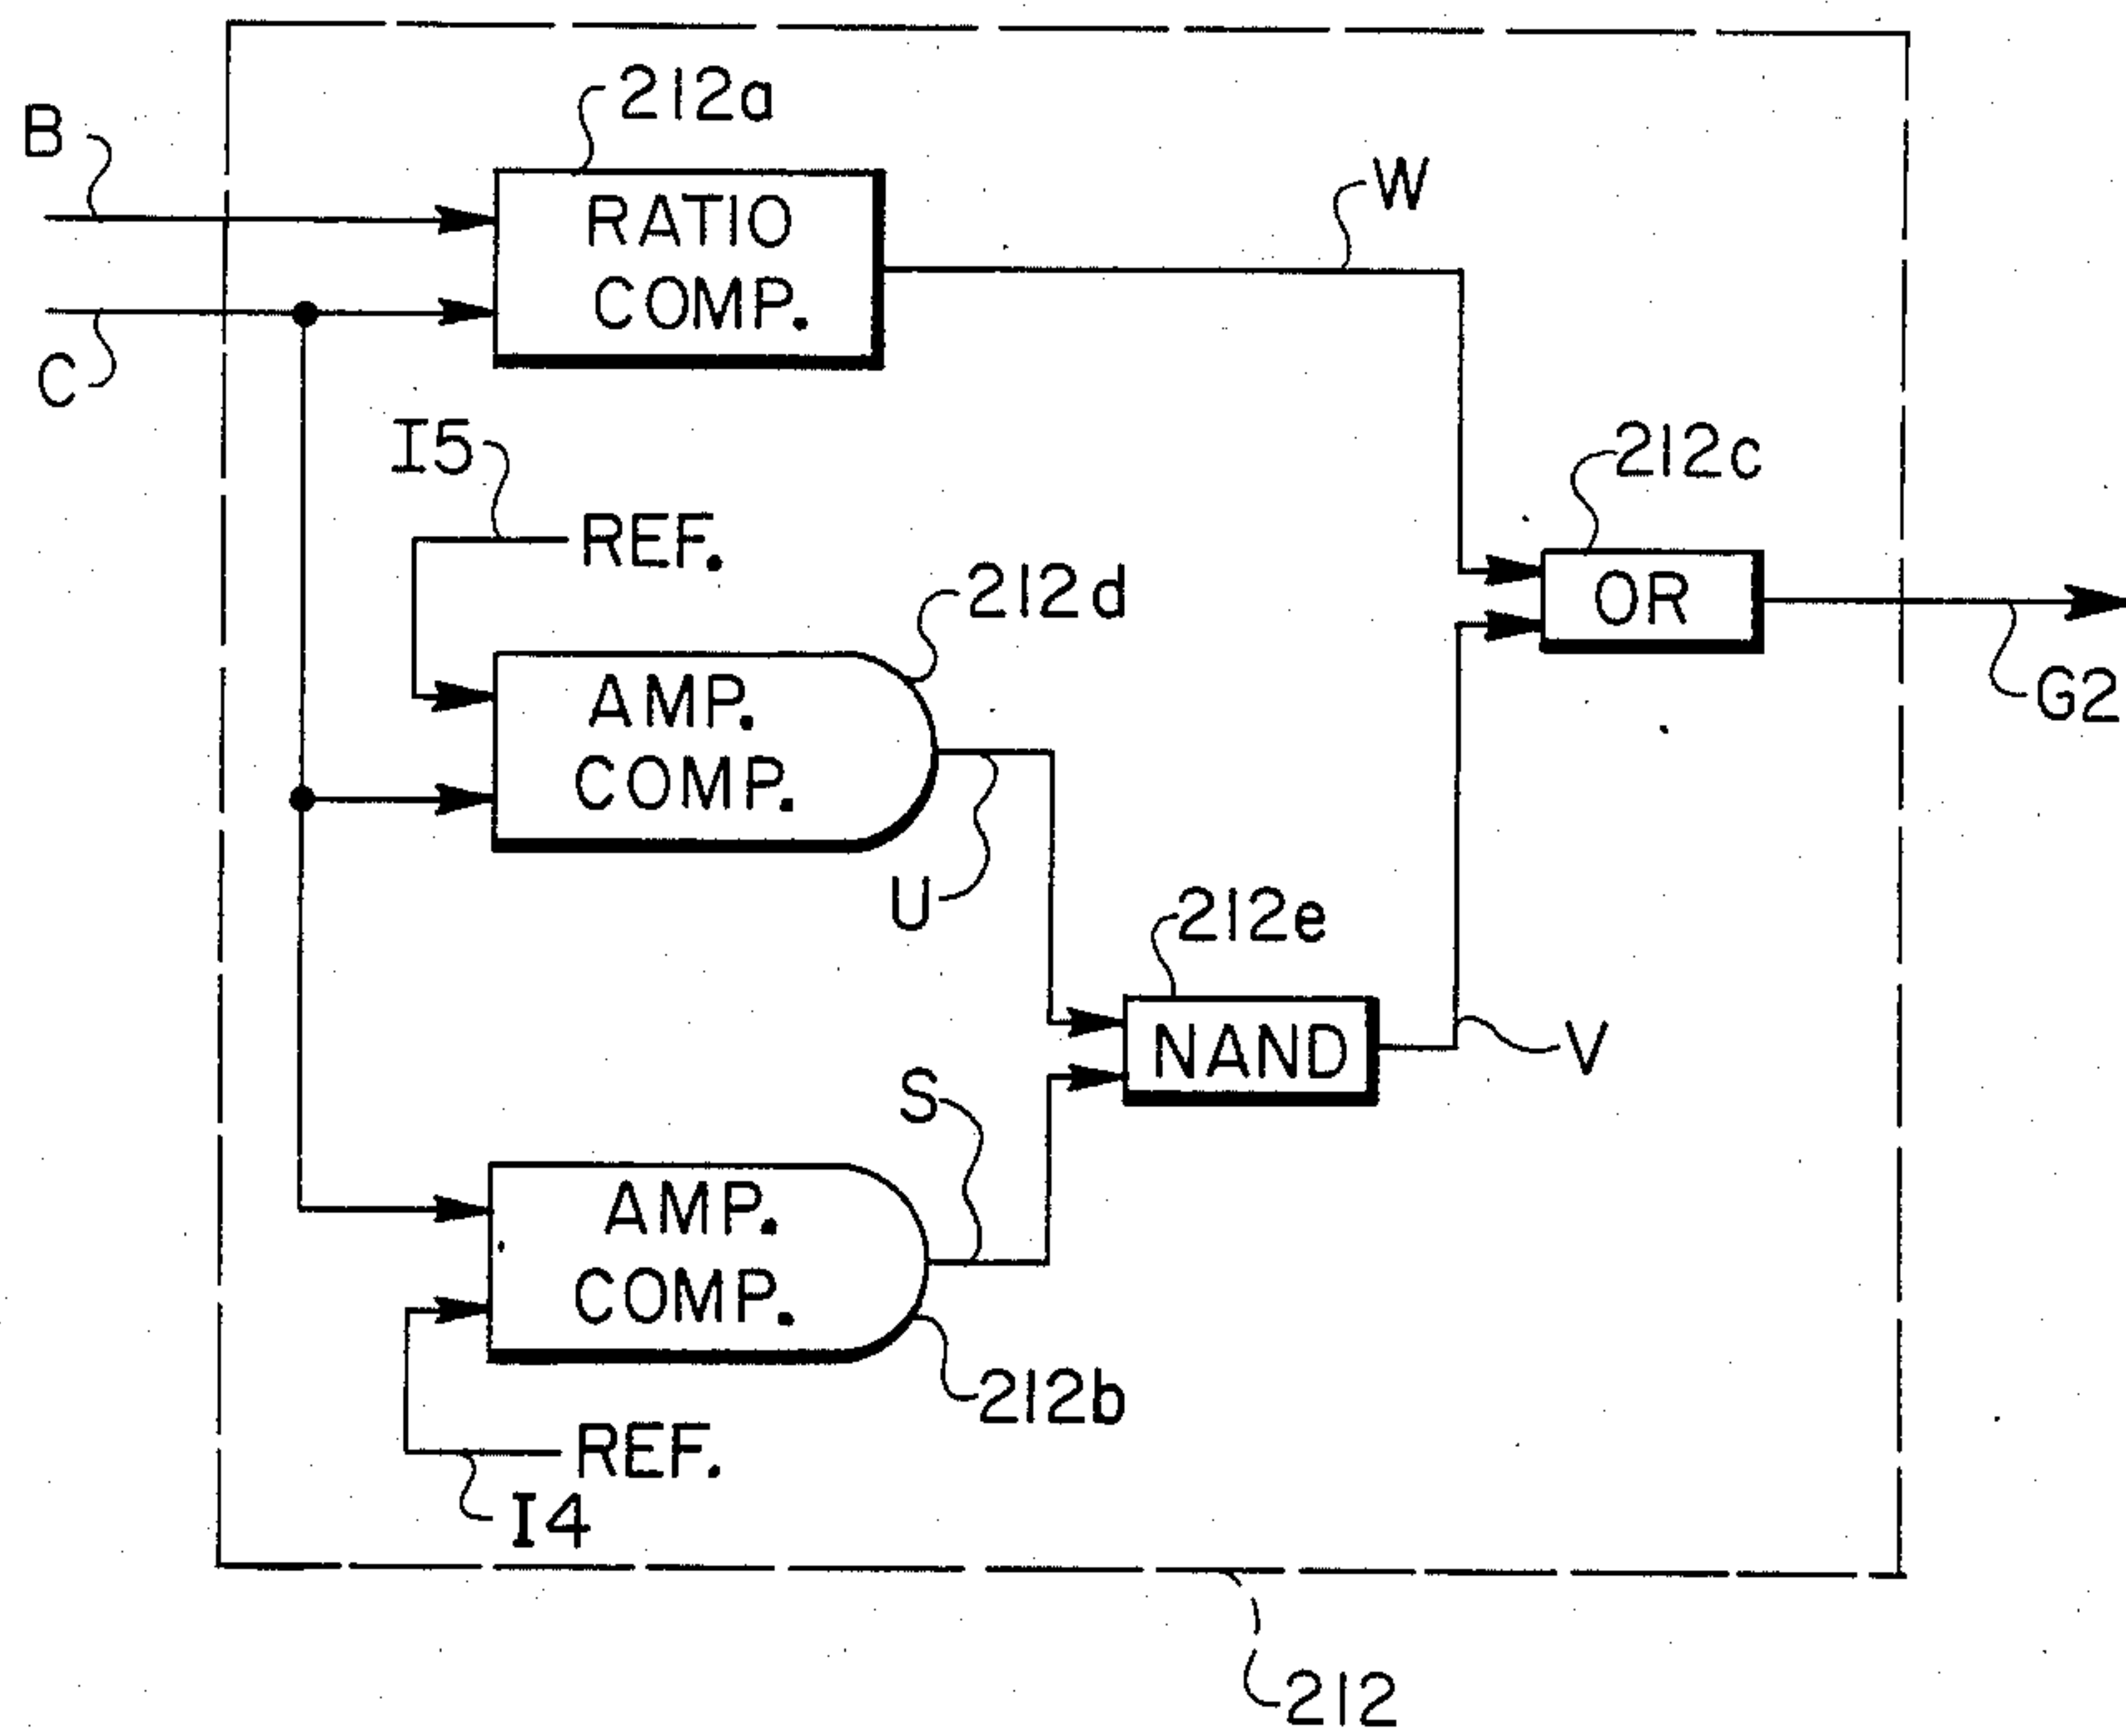 212a
B
W
RATIO
COMP.
C
I5
212c
REF.
212d
OR
AMP.
COMP.
G2
U
212e
NAND
V
S
AMP.
COMP.
212b
REF.
I4
212